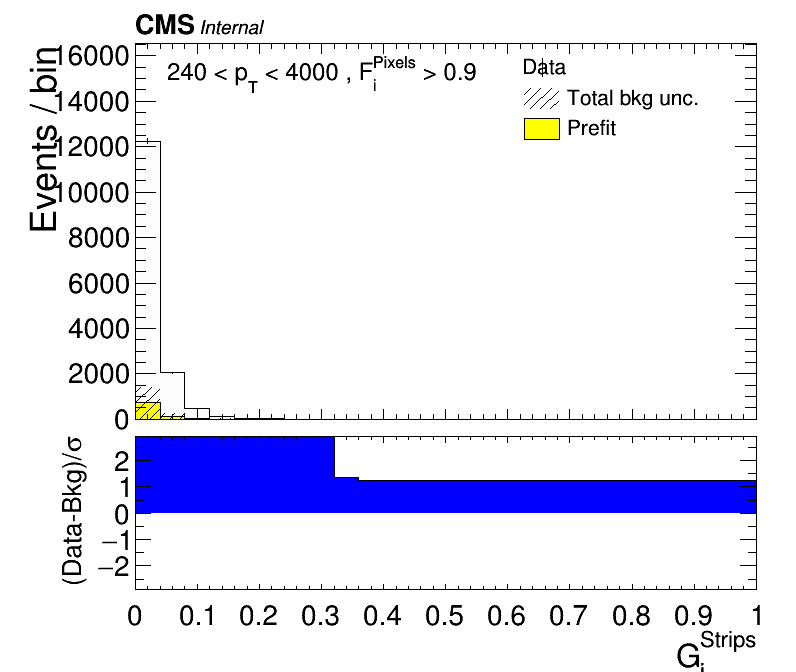 CMS Internal
240 < p_T < 4000 , F_i^Pixels > 0.9
Data
Total bkg unc.
Prefit
Events / bin
16000
14000
12000
10000
8000
6000
4000
2000
0
(Data-Bkg)/σ
2
1
0
−1
−2
0 0.1 0.2 0.3 0.4 0.5 0.6 0.7 0.8 0.9 1
G_i^Strips